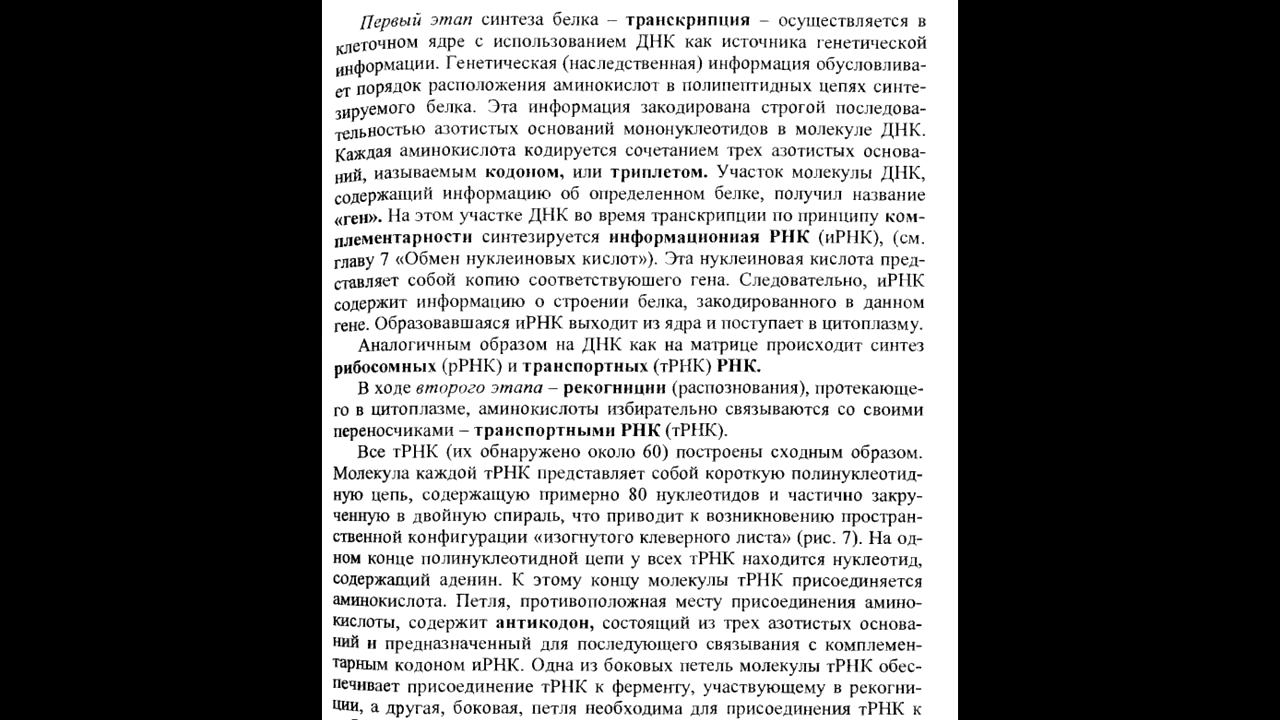 Первый этап синтеза белка – транскрипция – осуществляется в
клеточном ядре с использованием ДНК как источника генетической
информации. Генетическая (наследственная) информация обусловлива-
ет порядок расположения аминокислот в полипептидных цепях синте-
зируемого белка. Эта информация закодирована строгой последова-
тельностью азотистых оснований мононуклеотидов в молекуле ДНК.
Каждая аминокислота кодируется сочетанием трех азотистых основа-
ний, называемым кодоном, или триплетом. Участок молекулы ДНК,
содержащий информацию об определенном белке, получил название
«ген». На этом участке ДНК во время транскрипции по принципу ком-
плементарности синтезируется информационная РНК (иРНК), (см.
главу 7 «Обмен нуклеиновых кислот»). Эта нуклеиновая кислота пред-
ставляет собой копию соответствуюшего гена. Следовательно, иРНК
содержит информацию о строении белка, закодированного в данном
гене. Образовавшаяся иРНК выходит из ядра и поступает в цитоплазму.
Аналогичным образом на ДНК как на матрице происходит синтез
рибосомных (рРНК) и транспортных (тРНК) РНК.
В ходе второго этапа – рекогниции (распознования), протекающе-
го в цитоплазме, аминокислоты избирательно связываются со своими
переносчиками – транспортными РНК (тРНК).
Все тРНК (их обнаружено около 60) построены сходным образом.
Молекула каждой тРНК представляет собой короткую полинуклеотид-
ную цепь, содержащую примерно 80 нуклеотидов и частично закру-
ченную в двойную спираль, что приводит к возникновению простран-
ственной конфигурации «изогнутого клеверного листа» (рис. 7). На од-
ном конце полинуклеотидной цепи у всех тРНК находится нуклеотид,
содержащий аденин. К этому концу молекулы тРНК присоединяется
аминокислота. Петля, противоположная месту присоединения амино-
кислоты, содержит антикодон, состоящий из трех азотистых основа-
ний и предназначенный для последующего связывания с комплемен-
тарным кодоном иРНК. Одна из боковых петель молекулы тРНК обес-
печивает присоединение тРНК к ферменту, участвующему в рекогни-
ции, а другая, боковая, петля необходима для присоединения тРНК к